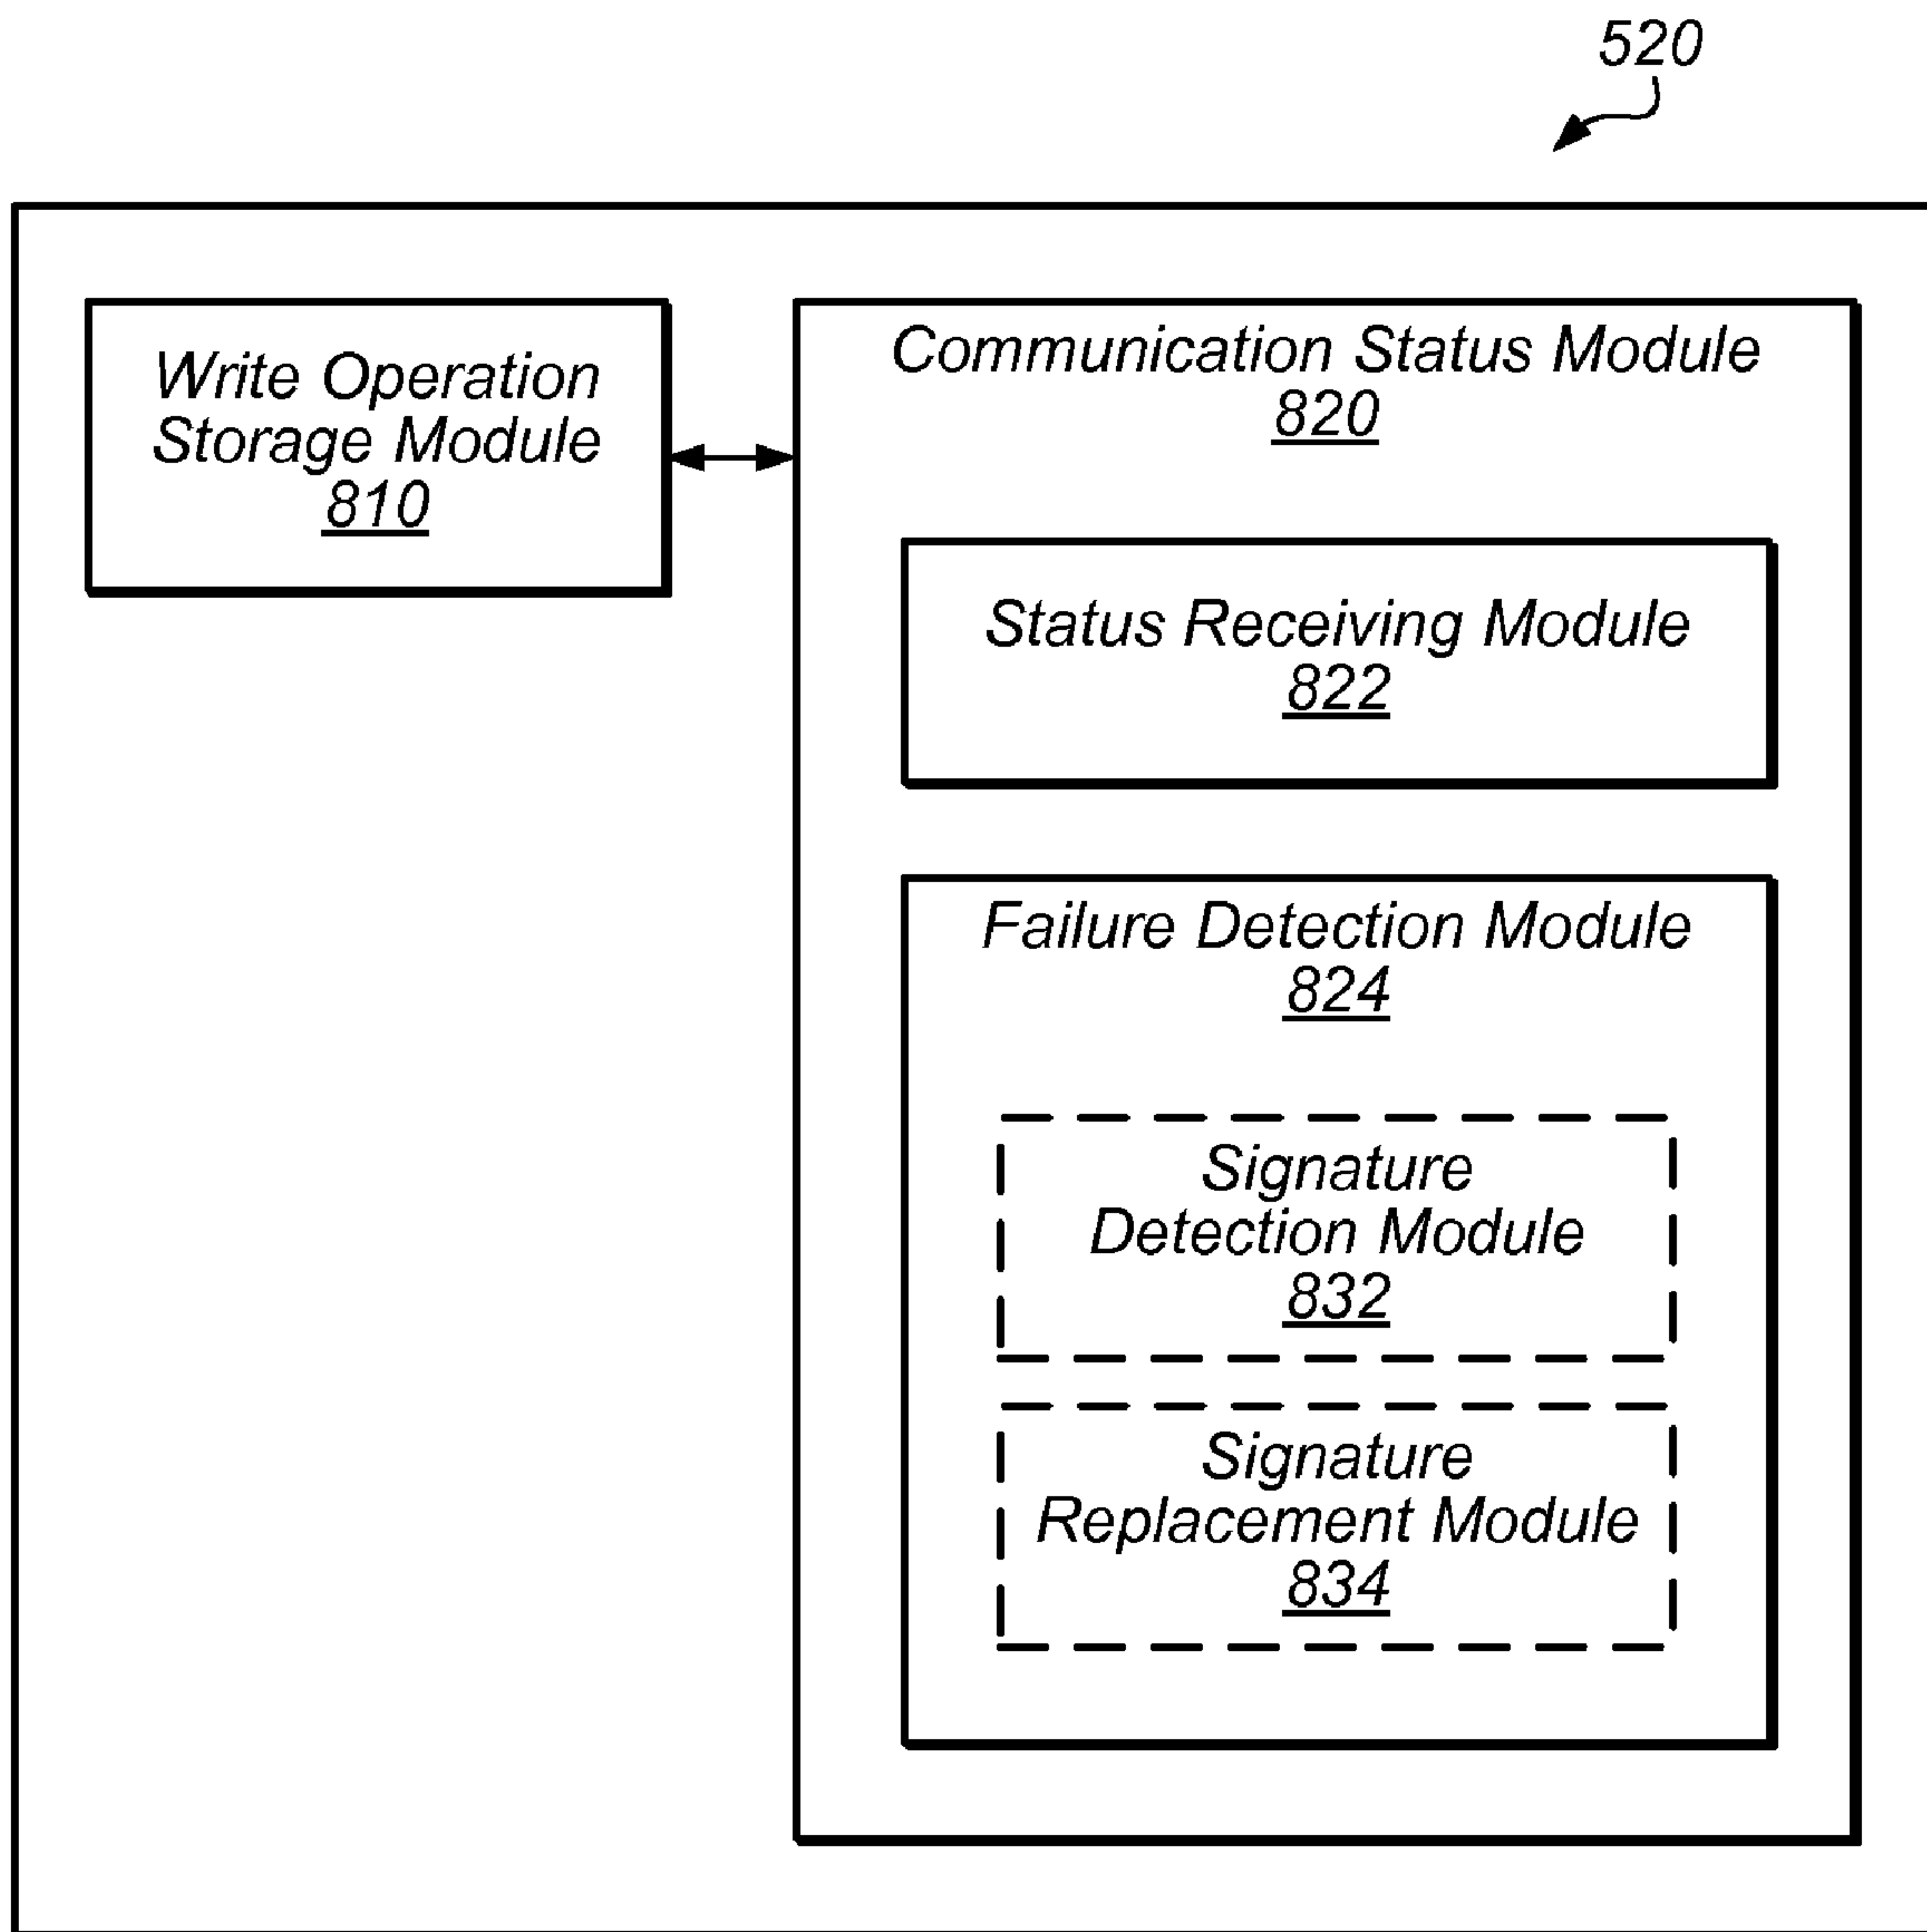 520
Write Operation
Storage Module
810
Communication Status Module
820
Status Receiving Module
822
Failure Detection Module
824
Signature
Detection Module
832
Signature
Replacement Module
834